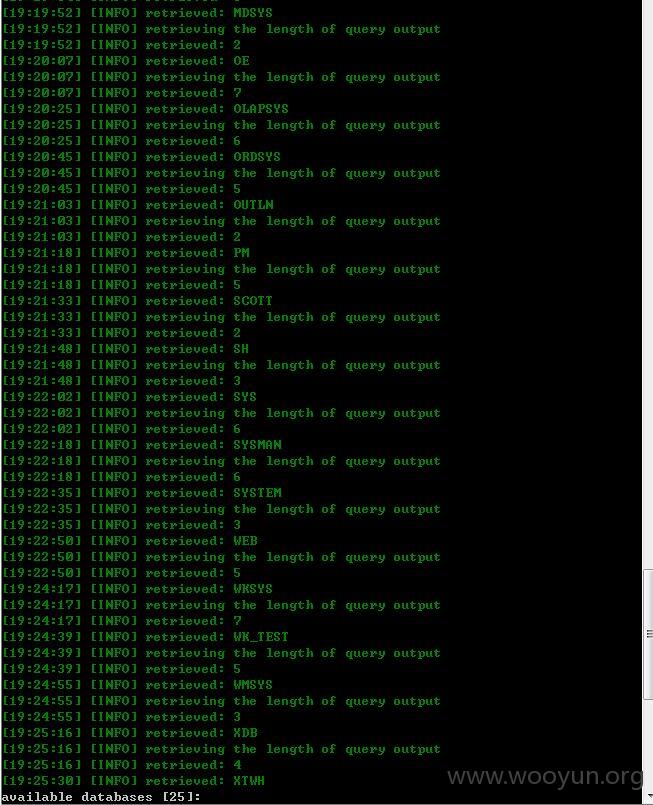 [19:19:52] [INFO] retrieved: MDSYS
[19:19:52] [INFO] retrieving the length of query output
[19:19:52] [INFO] retrieved: 2
[19:20:07] [INFO] retrieved: OE
[19:20:07] [INFO] retrieving the length of query output
[19:20:07] [INFO] retrieved: 7
[19:20:25] [INFO] retrieved: OLAPSYS
[19:20:25] [INFO] retrieving the length of query output
[19:20:25] [INFO] retrieved: 6
[19:20:45] [INFO] retrieved: ORDSYS
[19:20:45] [INFO] retrieving the length of query output
[19:20:45] [INFO] retrieved: 5
[19:21:03] [INFO] retrieved: OUTLN
[19:21:03] [INFO] retrieving the length of query output
[19:21:03] [INFO] retrieved: 2
[19:21:18] [INFO] retrieved: PM
[19:21:18] [INFO] retrieving the length of query output
[19:21:18] [INFO] retrieved: 5
[19:21:33] [INFO] retrieved: SCOTT
[19:21:33] [INFO] retrieving the length of query output
[19:21:33] [INFO] retrieved: 2
[19:21:48] [INFO] retrieved: SH
[19:21:48] [INFO] retrieving the length of query output
[19:21:48] [INFO] retrieved: 3
[19:22:02] [INFO] retrieved: SYS
[19:22:02] [INFO] retrieving the length of query output
[19:22:02] [INFO] retrieved: 6
[19:22:18] [INFO] retrieved: SYSMAN
[19:22:18] [INFO] retrieving the length of query output
[19:22:18] [INFO] retrieved: 6
[19:22:35] [INFO] retrieved: SYSTEM
[19:22:35] [INFO] retrieving the length of query output
[19:22:35] [INFO] retrieved: 3
[19:22:50] [INFO] retrieved: WEB
[19:22:50] [INFO] retrieving the length of query output
[19:22:50] [INFO] retrieved: 5
[19:24:17] [INFO] retrieved: WKSYS
[19:24:17] [INFO] retrieving the length of query output
[19:24:17] [INFO] retrieved: 7
[19:24:39] [INFO] retrieved: WK_TEST
[19:24:39] [INFO] retrieving the length of query output
[19:24:39] [INFO] retrieved: 5
[19:24:55] [INFO] retrieved: WMSYS
[19:24:55] [INFO] retrieving the length of query output
[19:24:55] [INFO] retrieved: 3
[19:25:16] [INFO] retrieved: XDB
[19:25:16] [INFO] retrieving the length of query output
[19:25:16] [INFO] retrieved: 4
[19:25:30] [INFO] retrieved: XTWH
available databases [25]:
www.wooyun.org